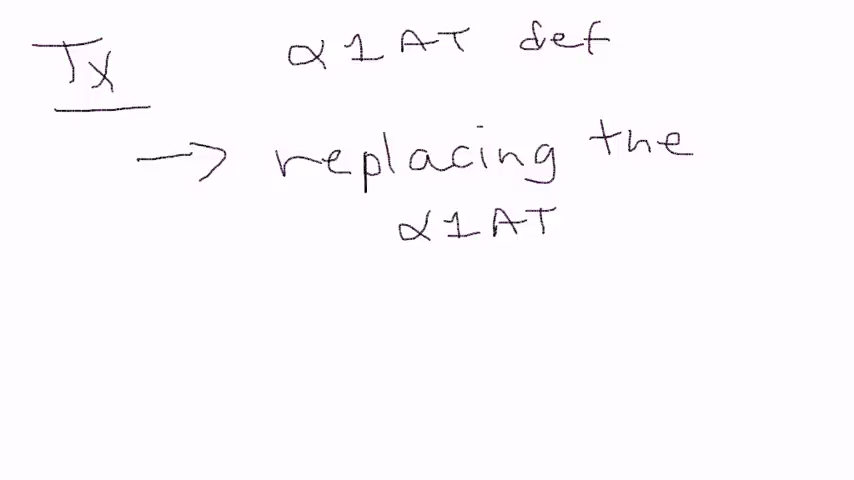 Tx α1AT def
→ replacing the
α1AT